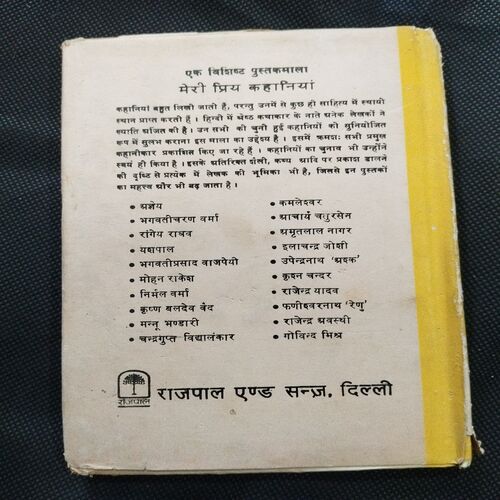 एक विशिष्ट पुस्तकमाला
मेरी प्रिय कहानियां
कहानियां बहुत लिखी जाती हैं, परन्तु उनमें से कुछ ही साहित्य में स्थायी
स्थान प्राप्त करती हैं । हिन्दी में श्रेष्ठ कथाकार के नाते अनेक लेखकों ने
ख्याति अर्जित की है । उन सभी की चुनी हुई कहानियों को सुनियोजित
रूप में सुलभ कराना इस माला का उद्देश्य है । इसमें क्रमशः सभी प्रमुख
कहानीकार प्रकाशित किए जा रहे हैं । कहानियों का चुनाव भी उन्होंने
स्वयं ही किया है । इसके अतिरिक्त शैली, कथ्य आदि पर प्रकाश डालने
की दृष्टि से प्रत्येक में लेखक की भूमिका भी है, जिससे इन पुस्तकों
का महत्त्व और भी बढ़ जाता है ।
• अज्ञेय
• भगवतीचरण वर्मा
• रांगेय राघव
• यशपाल
• भगवतीप्रसाद वाजपेयी
• मोहन राकेश
• निर्मल वर्मा
• कृष्ण बलदेव वैद
• मन्नू भण्डारी
• चन्द्रगुप्त विद्यालंकार
• कमलेश्वर
• आचार्य चतुरसेन
• अमृतलाल नागर
• इलाचन्द्र जोशी
• उपेन्द्रनाथ 'अश्क'
• कृश्न चन्दर
• राजेन्द्र यादव
• फणीश्वरनाथ 'रेणु'
• राजेन्द्र अवस्थी
• गोविन्द मिश्र
राजपाल
राजपाल एण्ड सन्ज़, दिल्ली